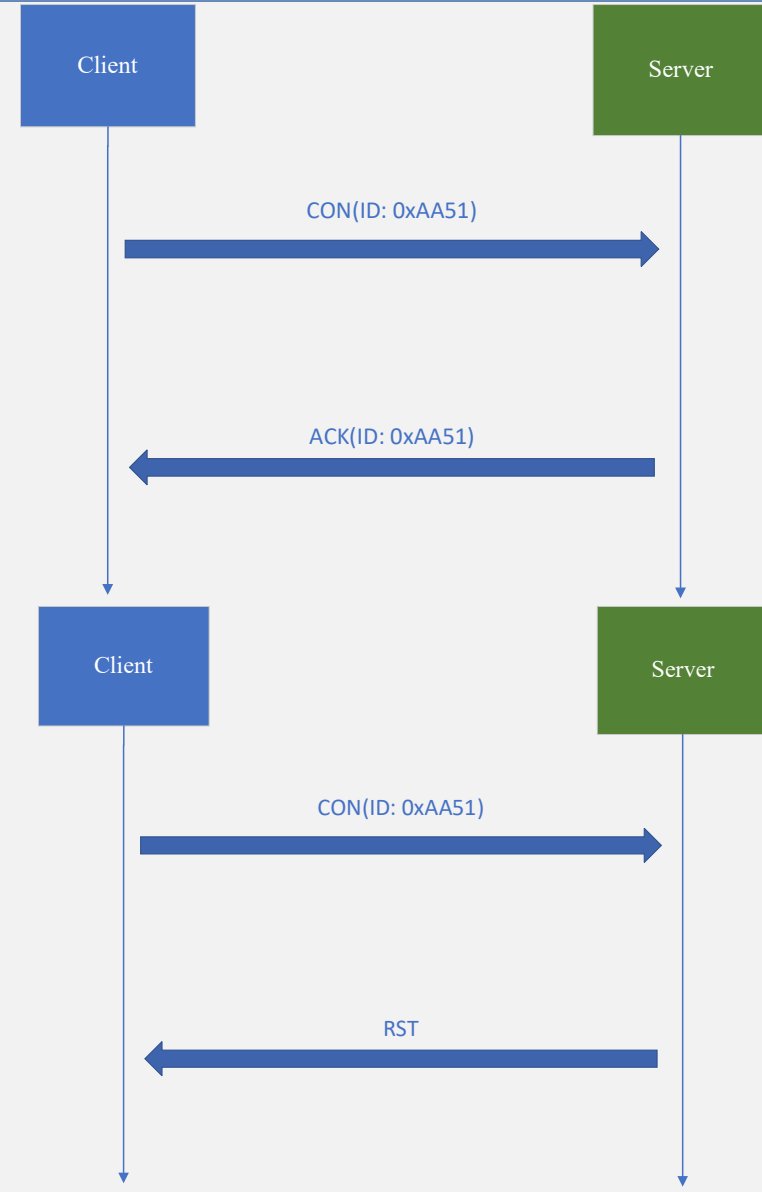 Client
Server
CON(ID: 0xAA51)
ACK(ID: 0xAA51)
Client
Server
CON(ID: 0xAA51)
RST